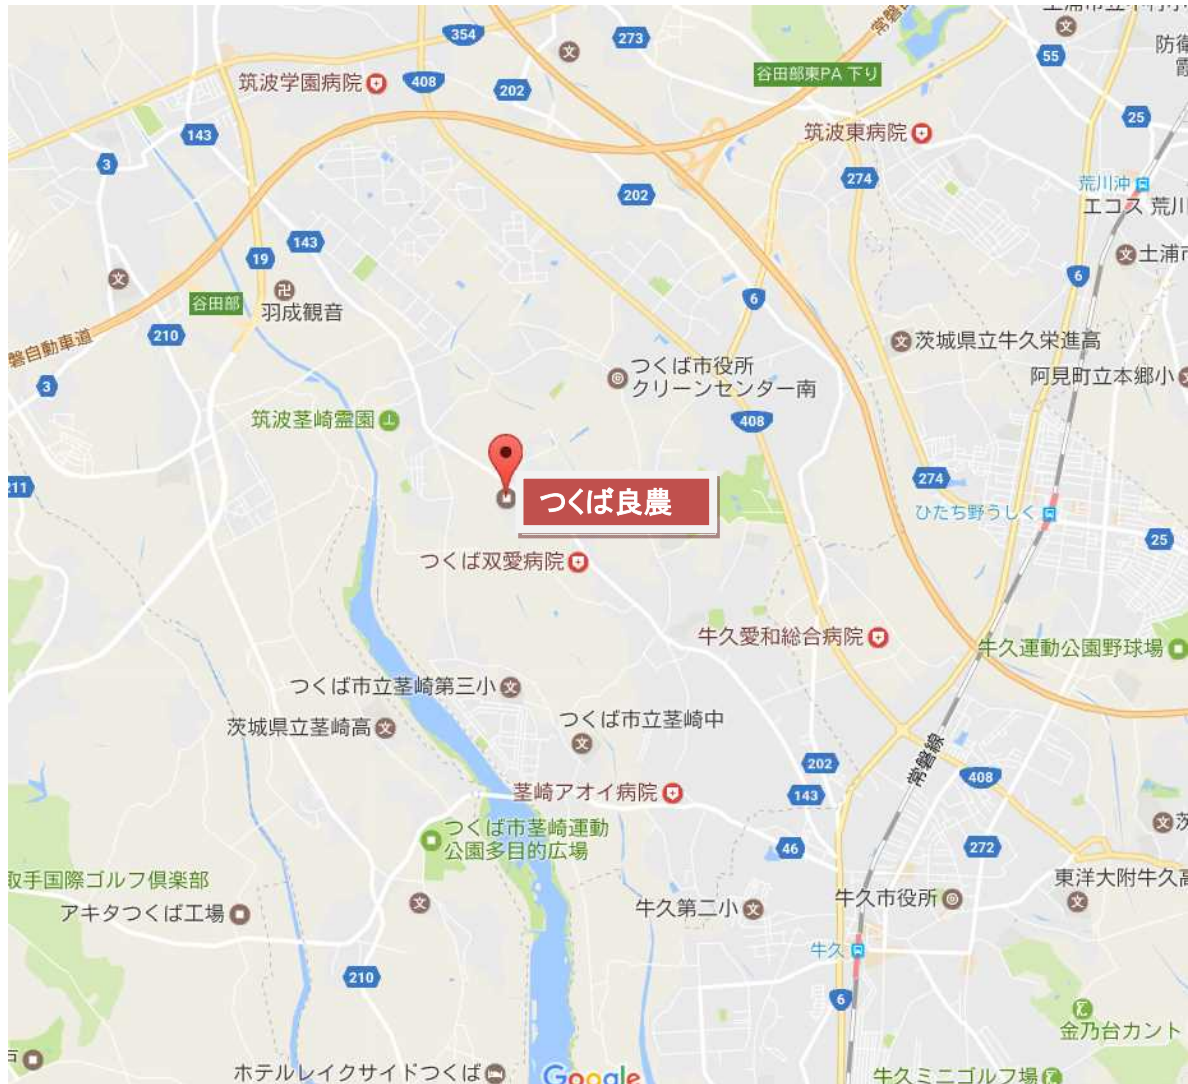 354
273
55
防衛
筑波学園病院
408
202
谷田部東PA 下り
25
143
筑波東病院
3
202
274
荒川沖
エコス 荒川
143
19
土浦市
6
6
谷田部
羽成観音
210
磐自動車道
茨城県立牛久栄進高
つくば市役所
クリーンセンター南
阿見町立本郷小
3
筑波茎崎霊園
408
211
274
つくば良農
ひたち野うしく
25
つくば双愛病院
牛久愛和総合病院
牛久運動公園野球場
つくば市立茎崎第三小
茨城県立茎崎高
つくば市立茎崎中
202
常磐線
408
茎崎アオイ病院
143
つくば市茎崎運動
公園多目的広場
46
272
取手国際ゴルフ倶楽部
東洋大附牛久高
アキタつくば工場
牛久第二小
牛久市役所
牛久
210
6
金乃台カント
ホテルレイクサイドつくば
Google
牛久ミニゴルフ場